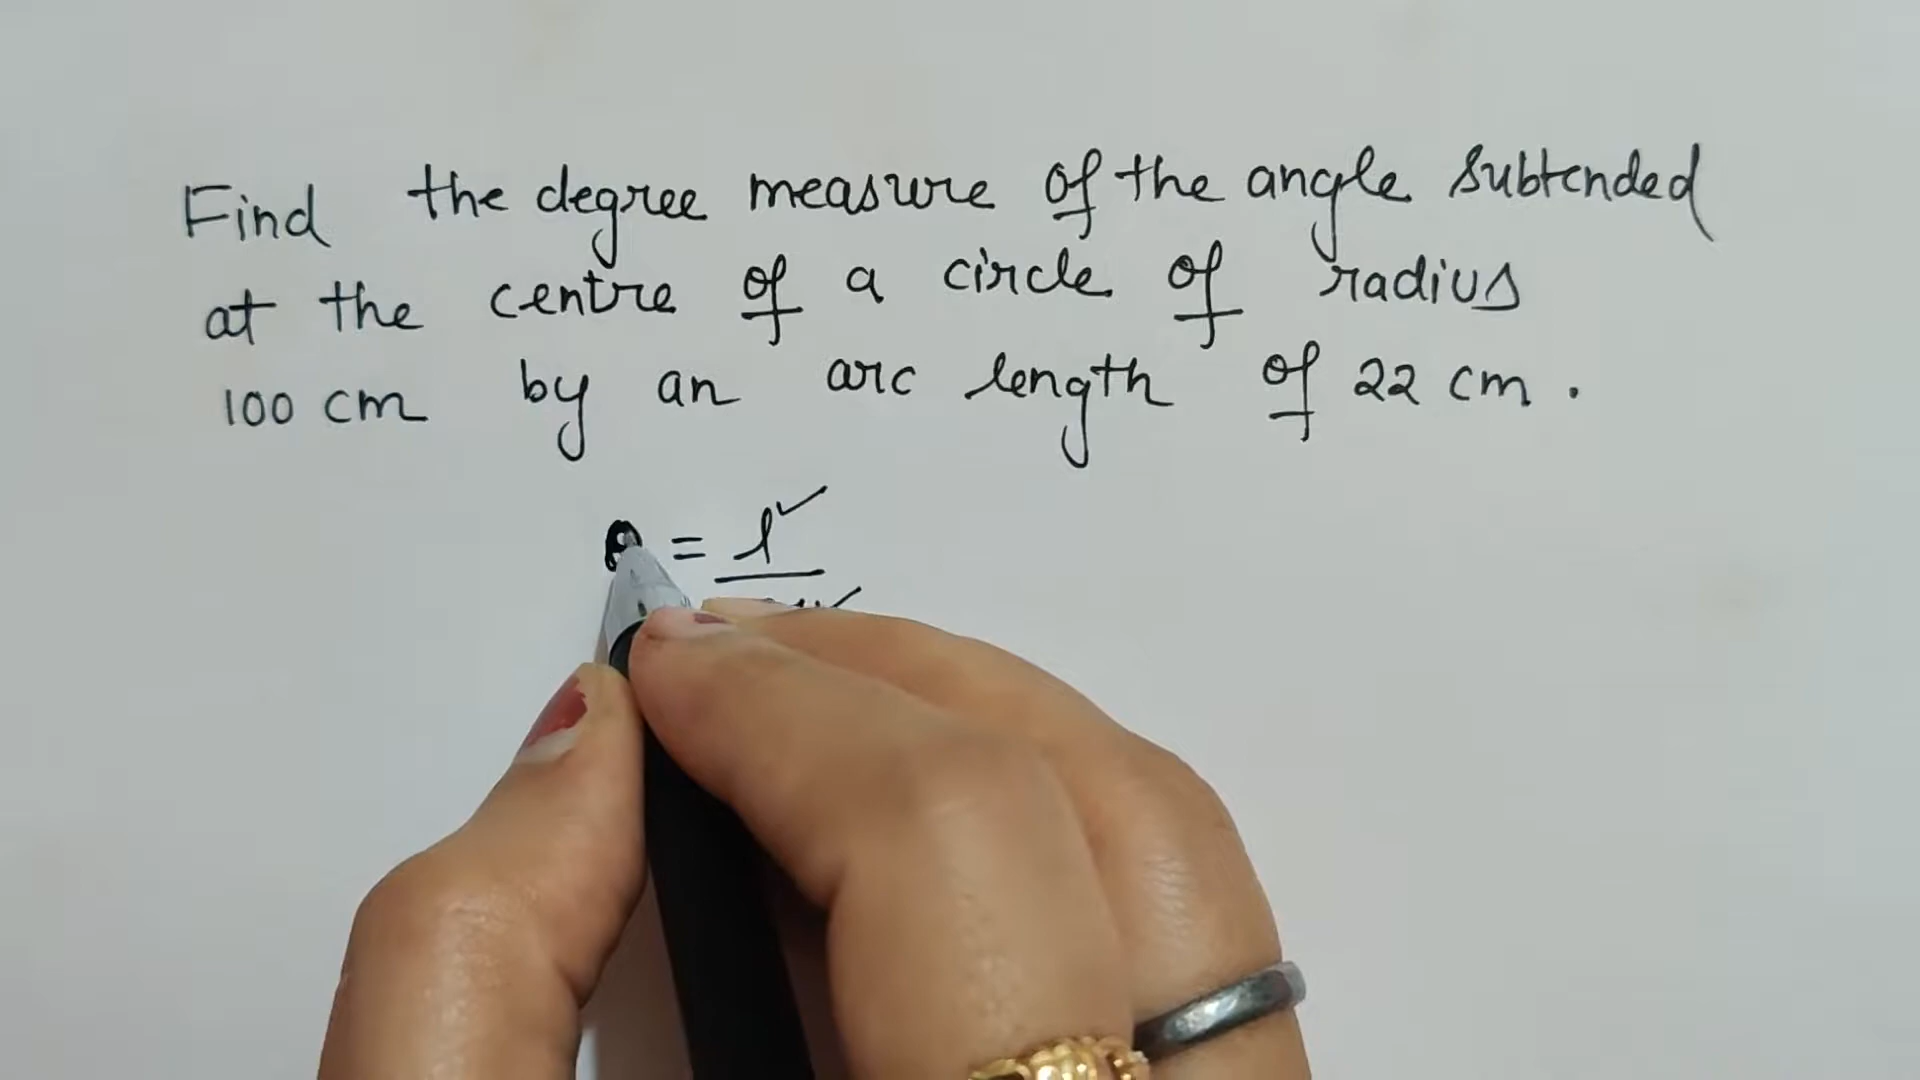 Find the degree measure of the angle subtended
at the centre of a circle of radius
100 cm by an arc length of 22 cm .
θ = l